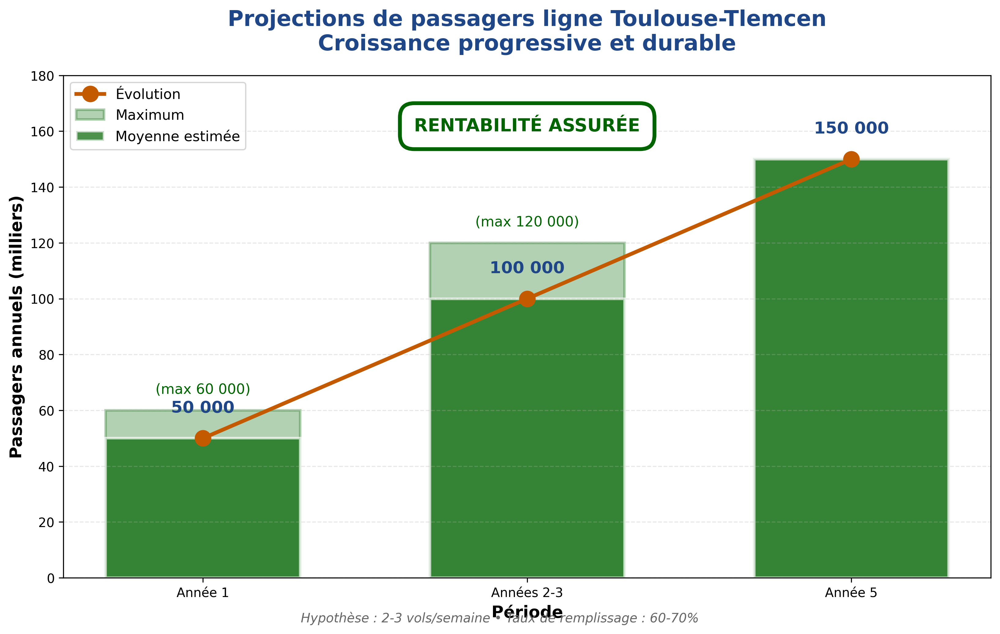 Projections de passagers ligne Toulouse-Tlemcen
Croissance progressive et durable
Passagers annuels (milliers)
180
160
140
120
100
80
60
40
20
0
Évolution
Maximum
Moyenne estimée
RENTABILITÉ ASSURÉE
150 000
(max 120 000)
100 000
(max 60 000)
50 000
Année 1
Années 2-3
Année 5
Période
Hypothèse : 2-3 vols/semaine • Taux de remplissage : 60-70%